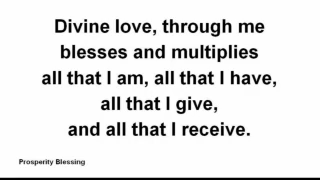 Divine love, through me
blesses and multiplies
all that I am, all that I have,
all that I give,
and all that I receive.
Prosperity Blessing